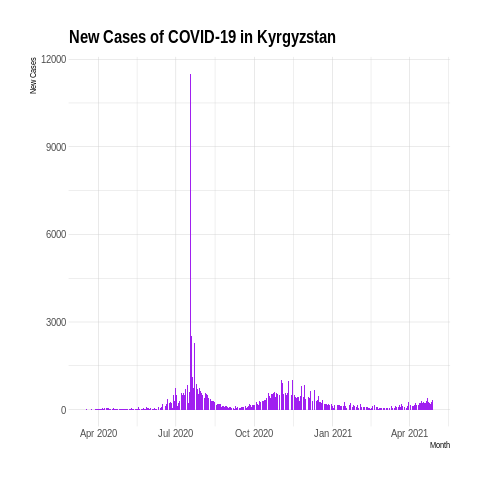 New Cases of COVID-19 in Kyrgyzstan
New Cases
12000
9000
6000
3000
0
Apr 2020
Jul 2020
Oct 2020
Jan 2021
Apr 2021
Month